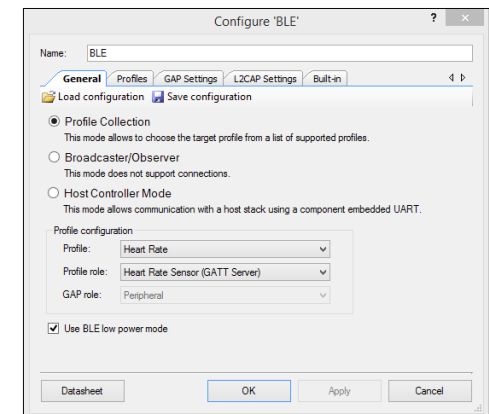 Configure 'BLE'
? ×
Name: BLE
General Profiles GAP Settings L2CAP Settings Built-in
Load configuration Save configuration
Profile Collection
This mode allows to choose the target profile from a list of supported profiles.
Broadcaster/Observer
This mode does not support connections.
Host Controller Mode
This mode allows communication with a host stack using a component embedded UART.
Profile configuration
Profile: Heart Rate
Profile role: Heart Rate Sensor (GATT Server)
GAP role: Peripheral
Use BLE low power mode
Datasheet OK Apply Cancel